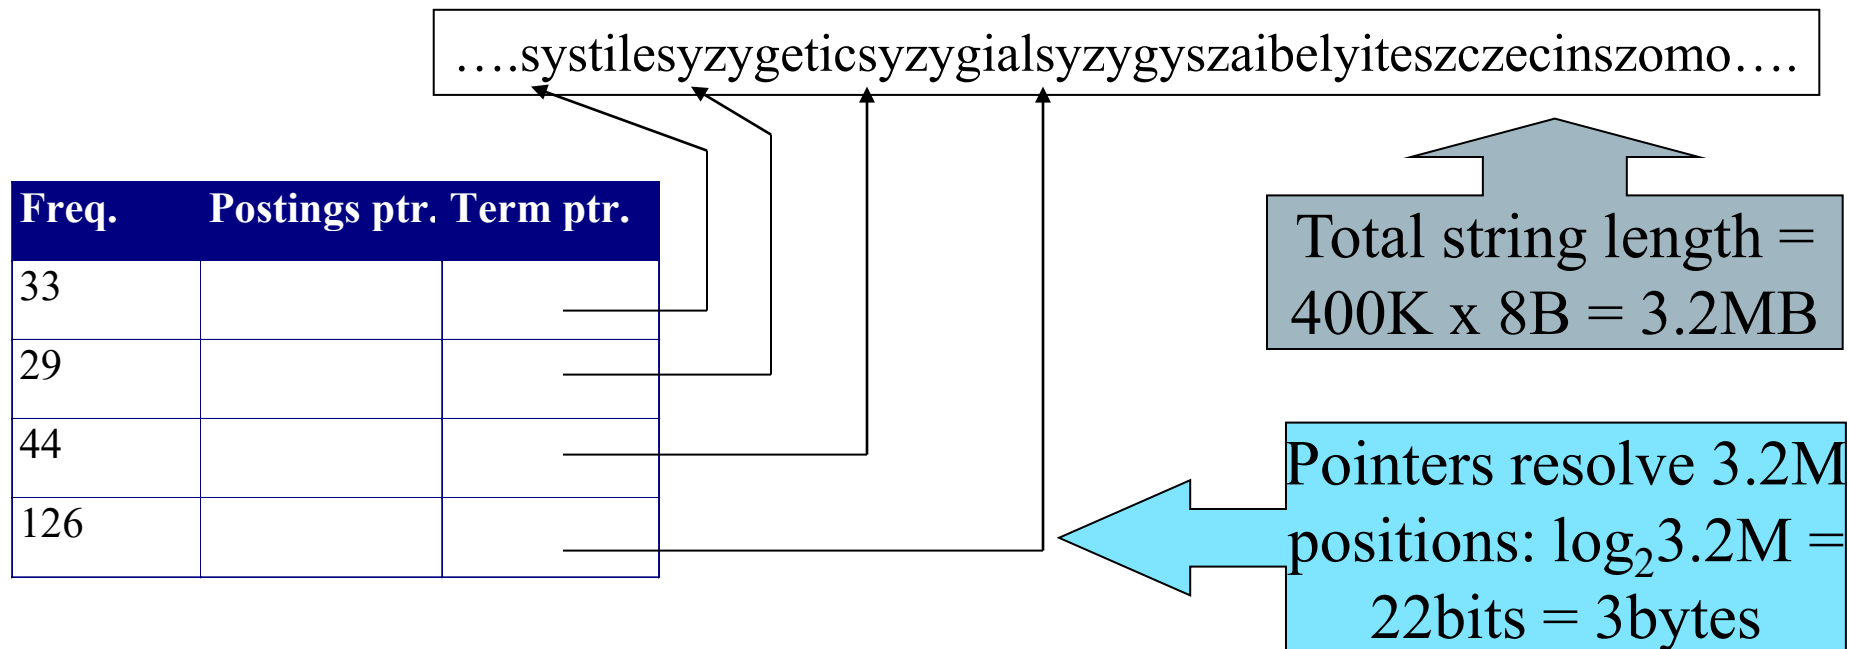 ….systilesyzygeticsyzygialsyzygyszaibelyiteszczecinszomo….
Freq. Postings ptr. Term ptr.
33
29
44
126
Total string length =
400K x 8B = 3.2MB
Pointers resolve 3.2M
positions: log₂3.2M =
22bits = 3bytes